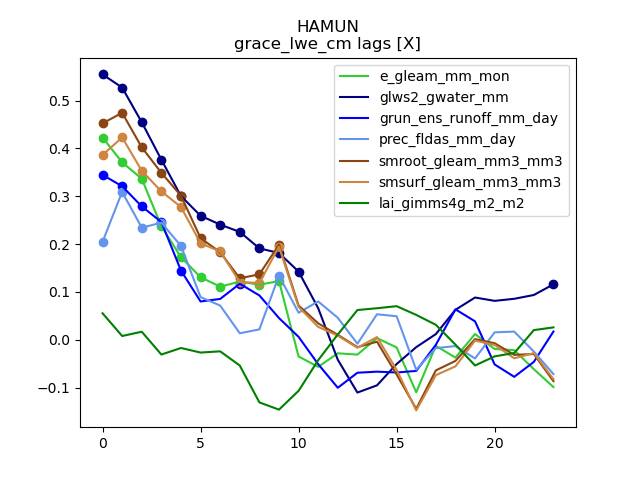 HAMUN
grace_lwe_cm lags [X]
e_gleam_mm_mon
glws2_gwater_mm
grun_ens_runoff_mm_day
prec_fldas_mm_day
smroot_gleam_mm3_mm3
smsurf_gleam_mm3_mm3
lai_gimms4g_m2_m2
0.5
0.4
0.3
0.2
0.1
0.0
−0.1
0 5 10 15 20